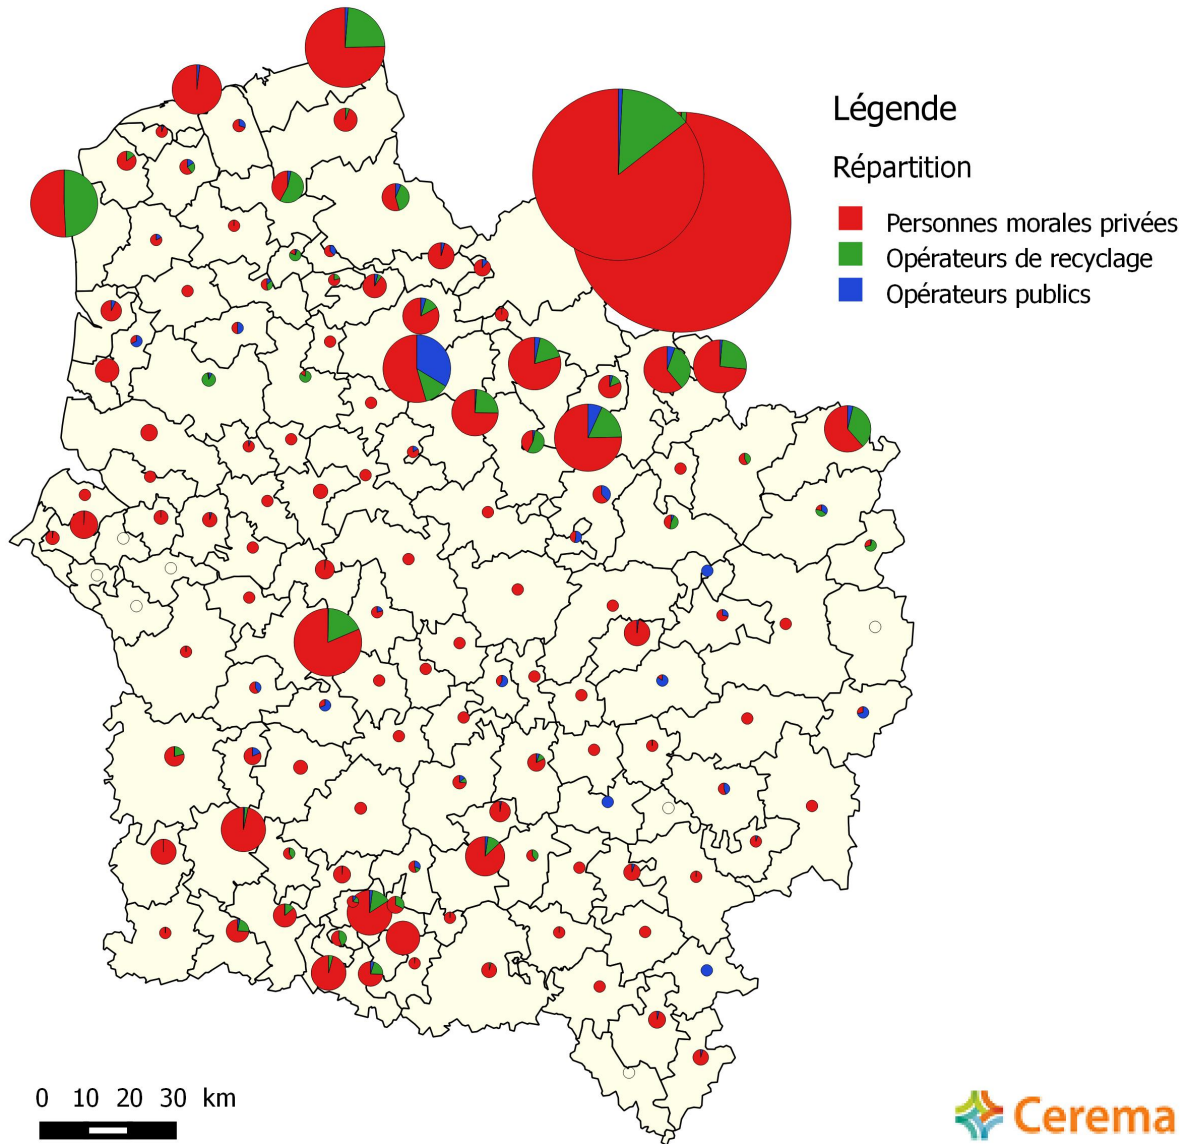 Légende
Répartition
Personnes morales privées
Opérateurs de recyclage
Opérateurs publics
0 10 20 30 km
Cerema